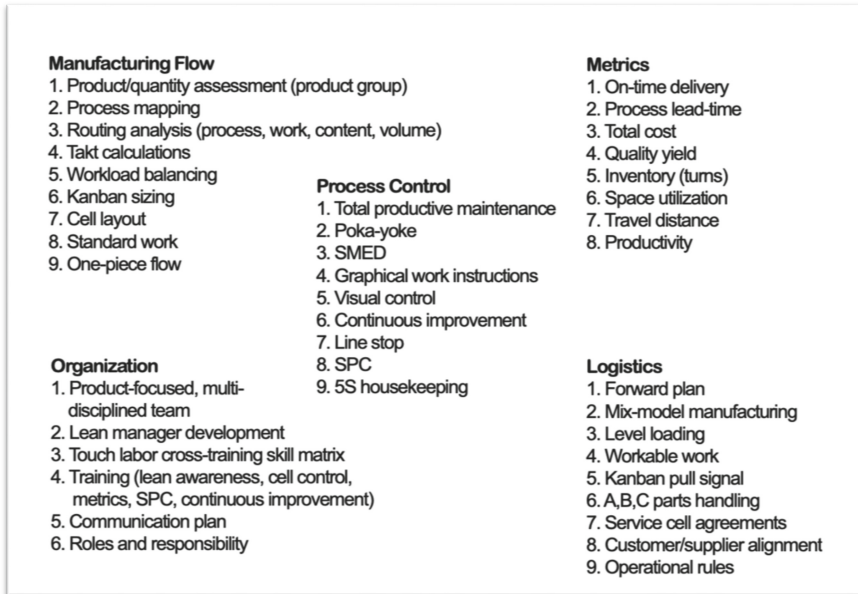 Manufacturing Flow
1. Product/quantity assessment (product group)
2. Process mapping
3. Routing analysis (process, work, content, volume)
4. Takt calculations
5. Workload balancing
6. Kanban sizing
7. Cell layout
8. Standard work
9. One-piece flow
Process Control
1. Total productive maintenance
2. Poka-yoke
3. SMED
4. Graphical work instructions
5. Visual control
6. Continuous improvement
7. Line stop
8. SPC
9. 5S housekeeping
Metrics
1. On-time delivery
2. Process lead-time
3. Total cost
4. Quality yield
5. Inventory (turns)
6. Space utilization
7. Travel distance
8. Productivity
Organization
1. Product-focused, multi-
disciplined team
2. Lean manager development
3. Touch labor cross-training skill matrix
4. Training (lean awareness, cell control,
metrics, SPC, continuous improvement)
5. Communication plan
6. Roles and responsibility
Logistics
1. Forward plan
2. Mix-model manufacturing
3. Level loading
4. Workable work
5. Kanban pull signal
6. A,B,C parts handling
7. Service cell agreements
8. Customer/supplier alignment
9. Operational rules